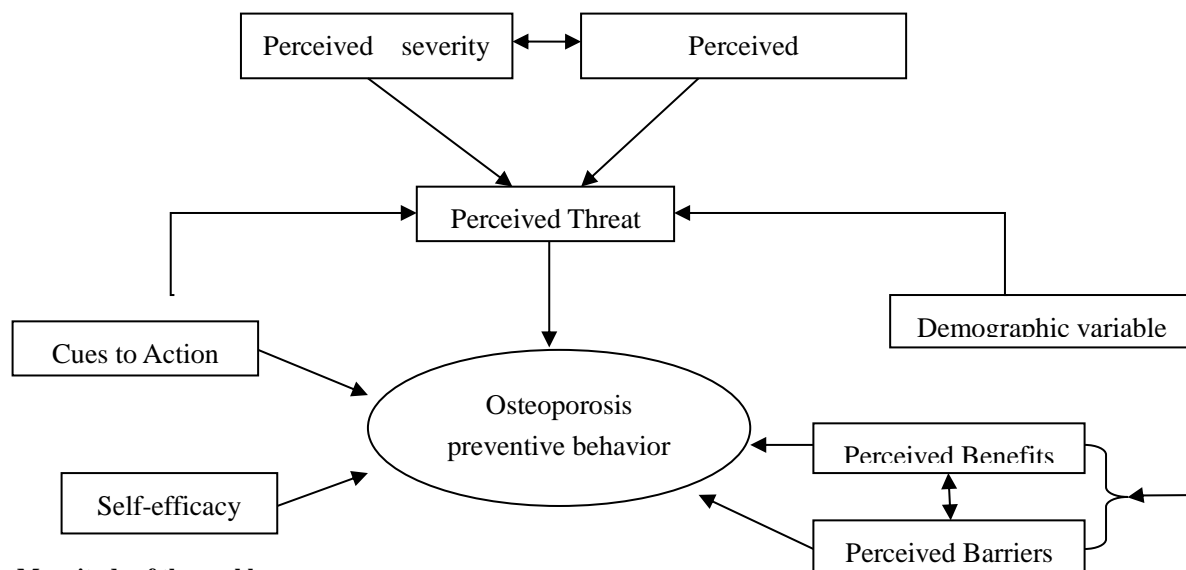 Perceived severity
Perceived
Perceived Threat
Demographic variable
Cues to Action
Osteoporosis
preventive behavior
Perceived Benefits
Self-efficacy
Perceived Barriers